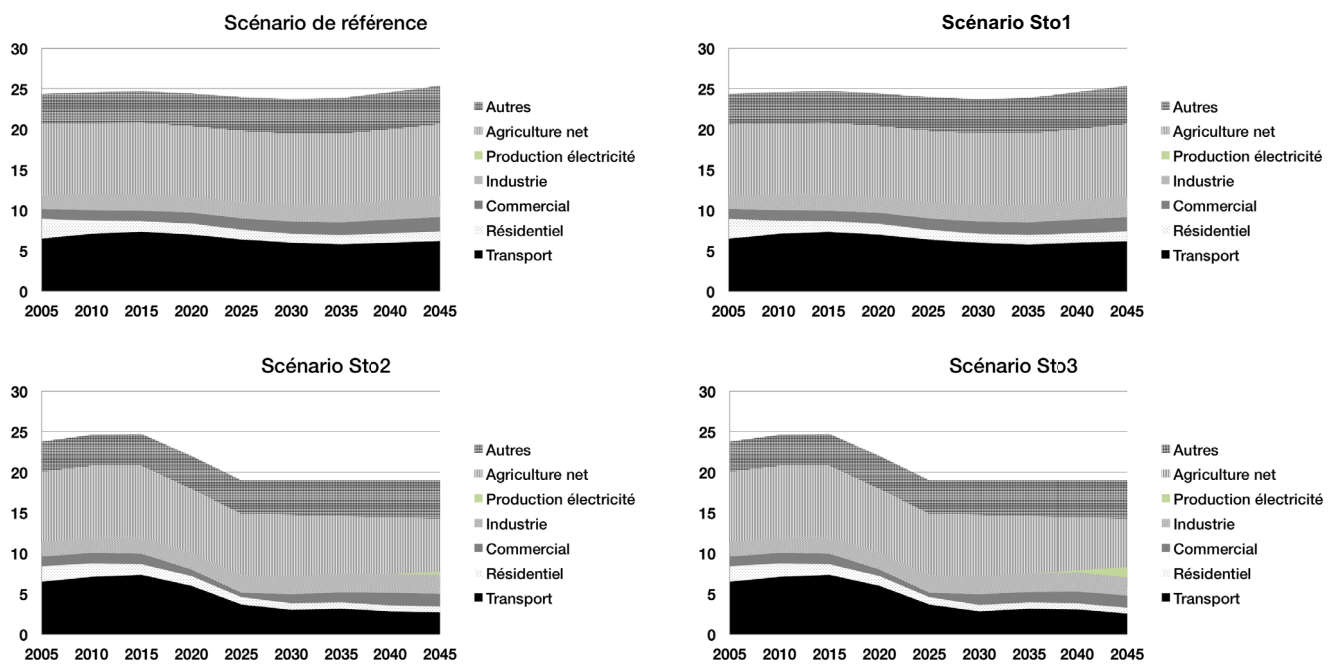 Scénario de référence
30
25
20
15
10
5
0
2005 2010 2015 2020 2025 2030 2035 2040 2045
Autres
Agriculture net
Production électricité
Industrie
Commercial
Résidentiel
Transport
Scénario Sto1
30
25
20
15
10
5
0
2005 2010 2015 2020 2025 2030 2035 2040 2045
Autres
Agriculture net
Production électricité
Industrie
Commercial
Résidentiel
Transport
Scénario Sto2
30
25
20
15
10
5
0
2005 2010 2015 2020 2025 2030 2035 2040 2045
Autres
Agriculture net
Production électricité
Industrie
Commercial
Résidentiel
Transport
Scénario Sto3
30
25
20
15
10
5
0
2005 2010 2015 2020 2025 2030 2035 2040 2045
Autres
Agriculture net
Production électricité
Industrie
Commercial
Résidentiel
Transport